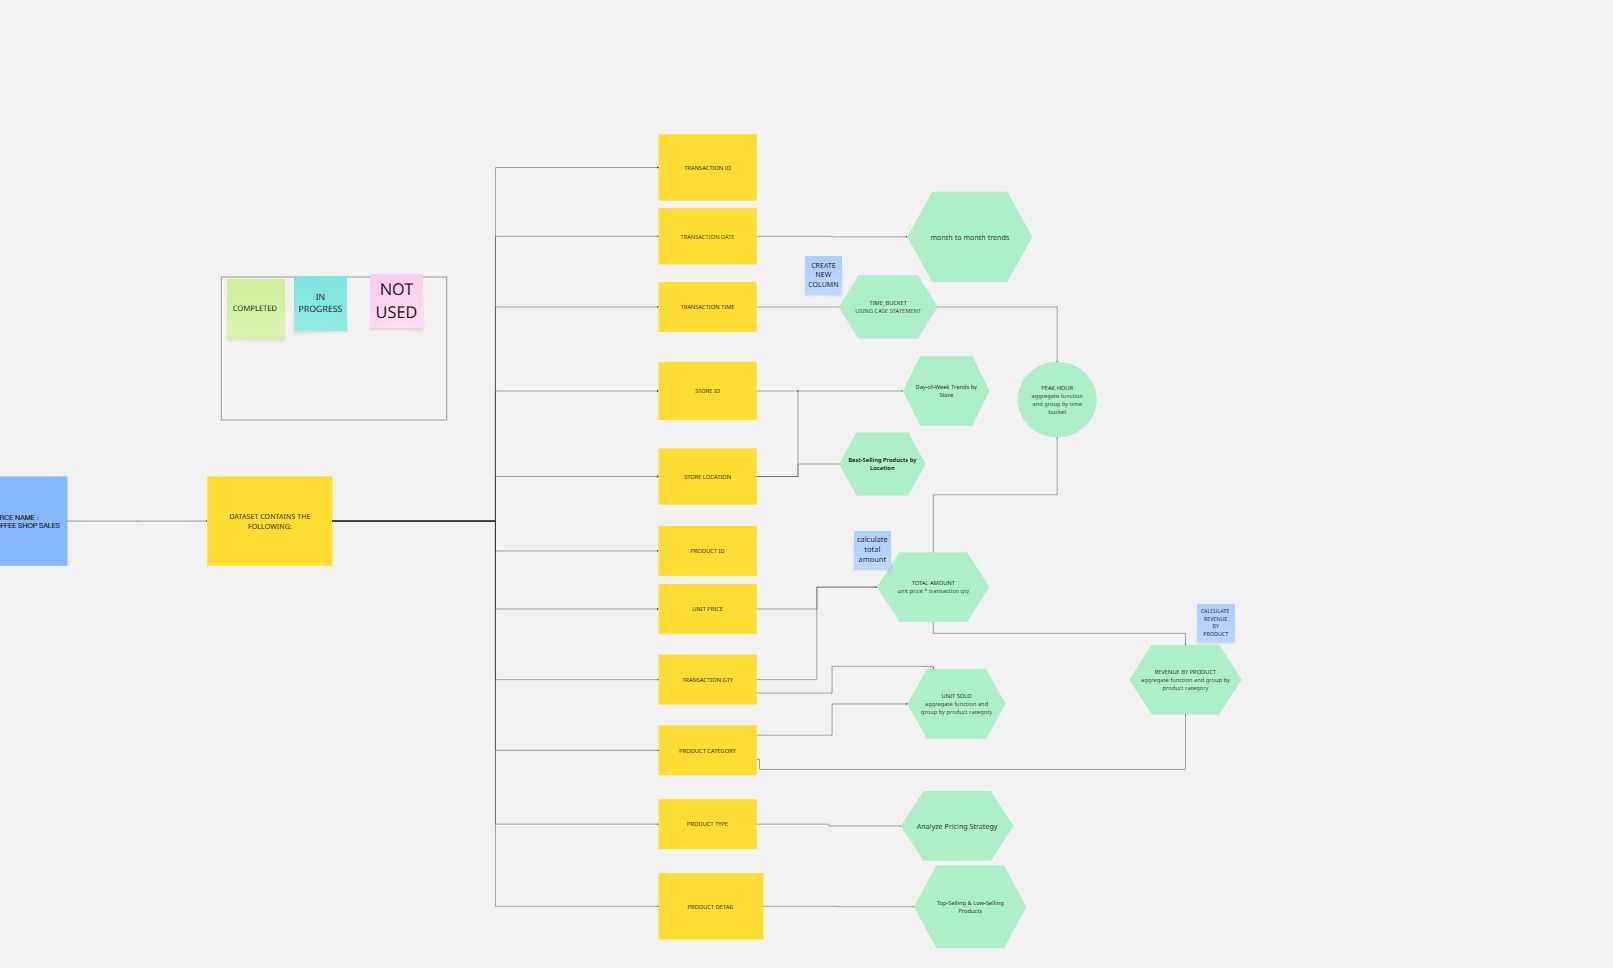 TRANSACTION ID
TRANSACTION DATE
month to month trends
CREATE
NEW
COLUMN
COMPLETED
IN
PROGRESS
NOT
USED
TRANSACTION TIME
TIME_BUCKET
USING CASE STATEMENT
STORE ID
Day-of-Week Trends by
Store
PEAK HOUR
aggregate function
and group by time
bucket
Best-Selling Products by
Location
STORE LOCATION
RCE NAME :
FFEE SHOP SALES
DATASET CONTAINS THE
FOLLOWING:
PRODUCT ID
calculate
total
amount
TOTAL AMOUNT
unit price * transaction qty
UNIT PRICE
CALCULATE
REVENUE
BY
PRODUCT
TRANSACTION GTY
REVENUE BY PRODUCT
aggregate function and group by
product category
UNIT SOLD
aggregate function and
group by product categoty
PRODUCT CATEGORY
PRODUCT TYPE
Analyze Pricing Strategy
PRODUCT DETAIL
Top-Selling & Low-Selling
Products